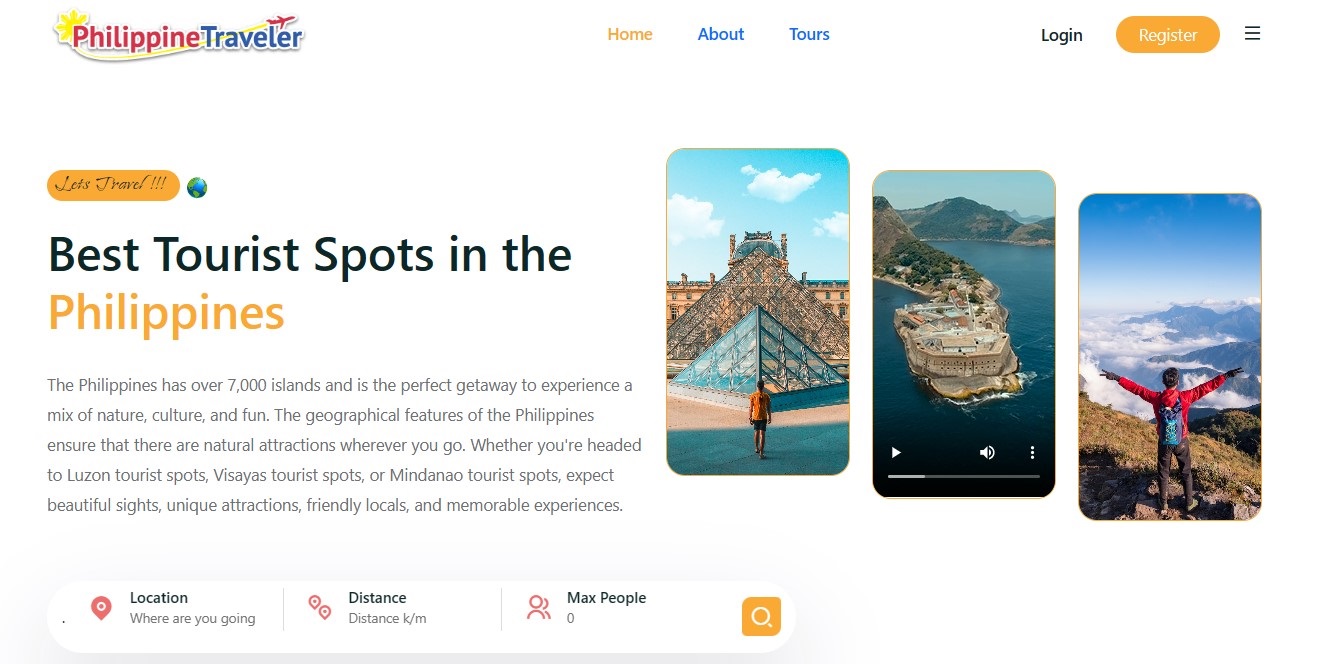 PhilippineTraveler
Home About Tours Login Register
Lets Travel !!!
Best Tourist Spots in the
Philippines
The Philippines has over 7,000 islands and is the perfect getaway to experience a
mix of nature, culture, and fun. The geographical features of the Philippines
ensure that there are natural attractions wherever you go. Whether you're headed
to Luzon tourist spots, Visayas tourist spots, or Mindanao tourist spots, expect
beautiful sights, unique attractions, friendly locals, and memorable experiences.
Location Distance Max People
. Where are you going Distance k/m 0